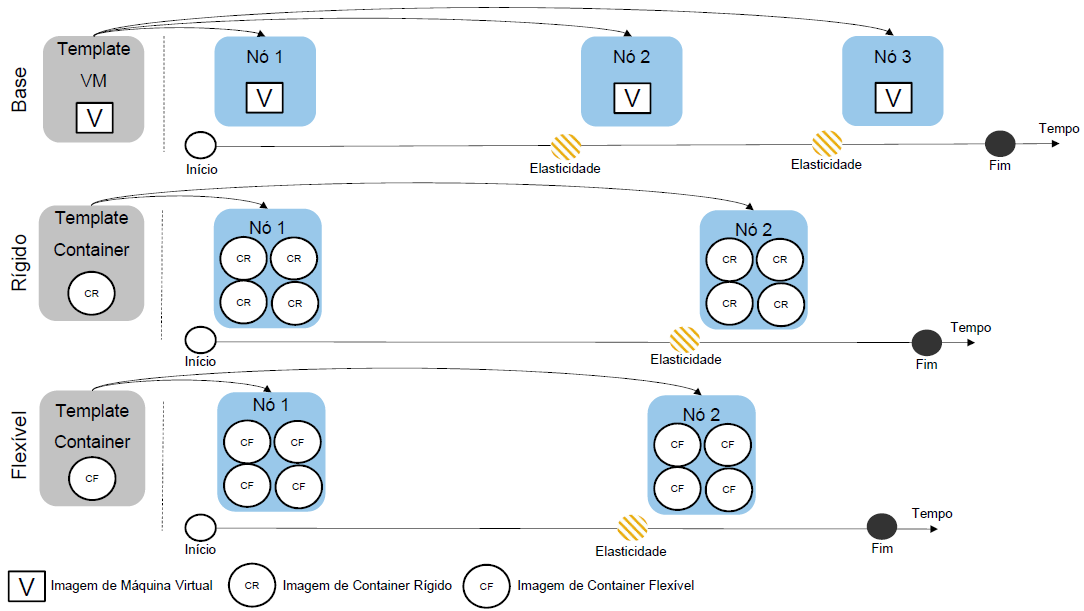 Base
Template
VM
V
Nó 1
V
Nó 2
V
Nó 3
V
Início
Elasticidade
Elasticidade
Fim
Tempo
Rígido
Template
Container
CR
Nó 1
CR CR
CR CR
Nó 2
CR CR
CR CR
Início
Elasticidade
Fim
Tempo
Flexível
Template
Container
CF
Nó 1
CF CF
CF CF
Nó 2
CF CF
CF CF
Início
Elasticidade
Fim
Tempo
V Imagem de Máquina Virtual CR Imagem de Container Rígido CF Imagem de Container Flexível